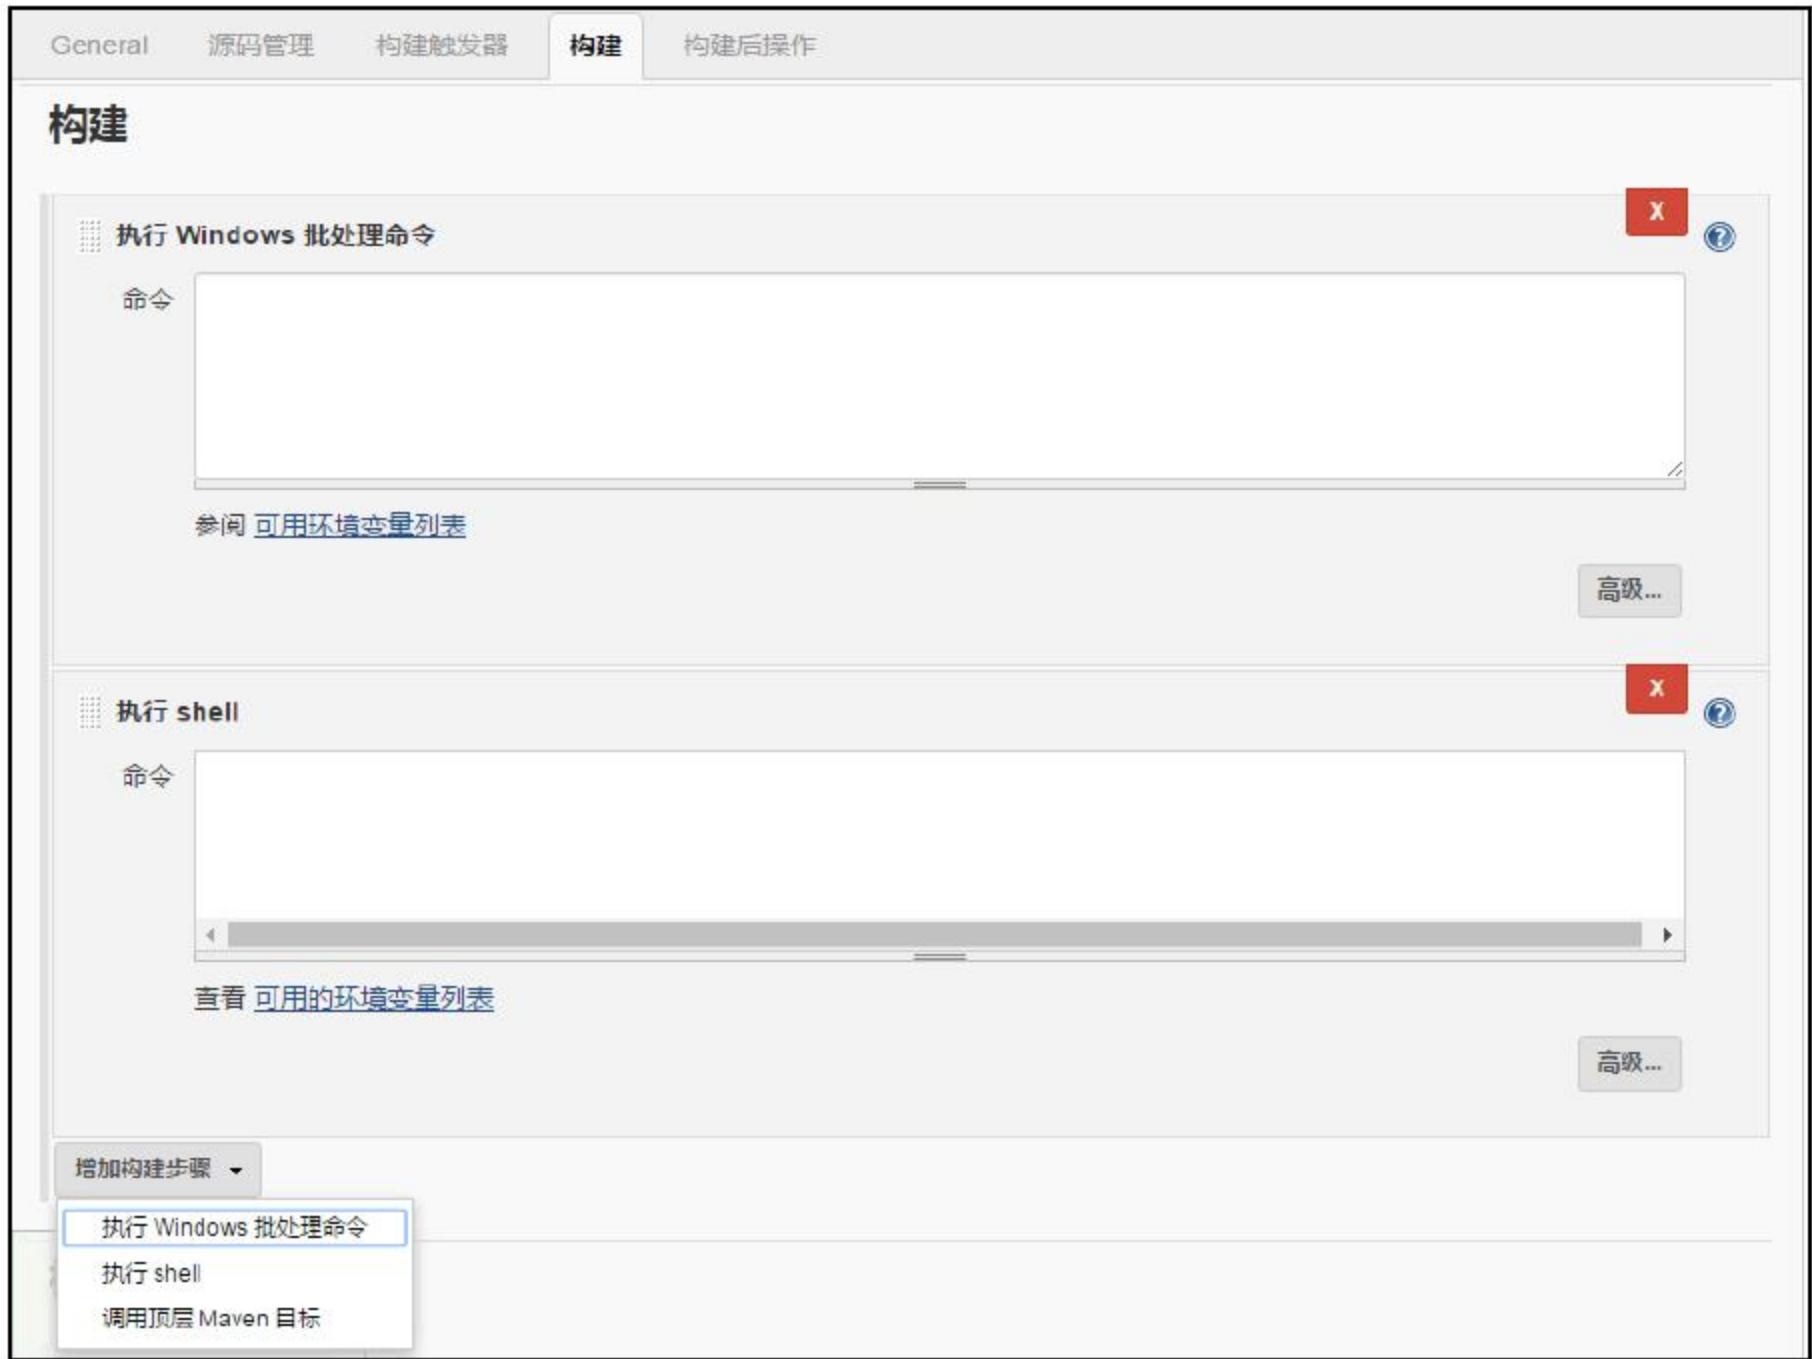 General 源码管理 构建触发器 构建 构建后操作
构建
X
执行 Windows 批处理命令
命令
参阅 可用环境变量列表
高级...
X
执行 shell
命令
查看 可用的环境变量列表
高级...
增加构建步骤
执行 Windows 批处理命令
执行 shell
调用顶层 Maven 目标